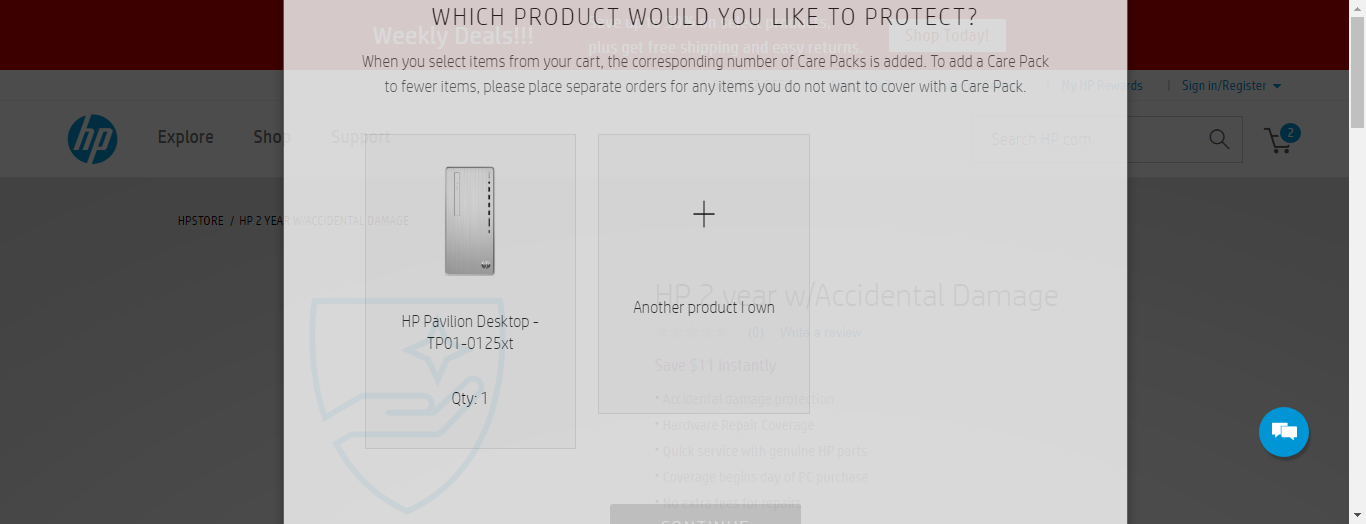 WHICH PRODUCT WOULD YOU LIKE TO PROTECT?
Weekly Deals!!!
plus get free shipping and easy returns.
Shop Today!
When you select items from your cart, the corresponding number of Care Packs is added. To add a Care Pack
to fewer items, please place separate orders for any items you do not want to cover with a Care Pack.
My HP Rewards
Sign in/Register
hp
Explore
Shop
Support
Search HP.com
2
HPSTORE / HP 2 YEAR W/ACCIDENTAL DAMAGE
HP Pavilion Desktop -
TP01-0125xt
Qty: 1
Another product I own
HP 2 year w/Accidental Damage
(0) Write a review
Save $11 instantly
• Accidental damage protection
• Hardware Repair Coverage
• Quick service with genuine HP parts
• Coverage begins day of PC purchase
• No extra fees for repairs
CONTINUE